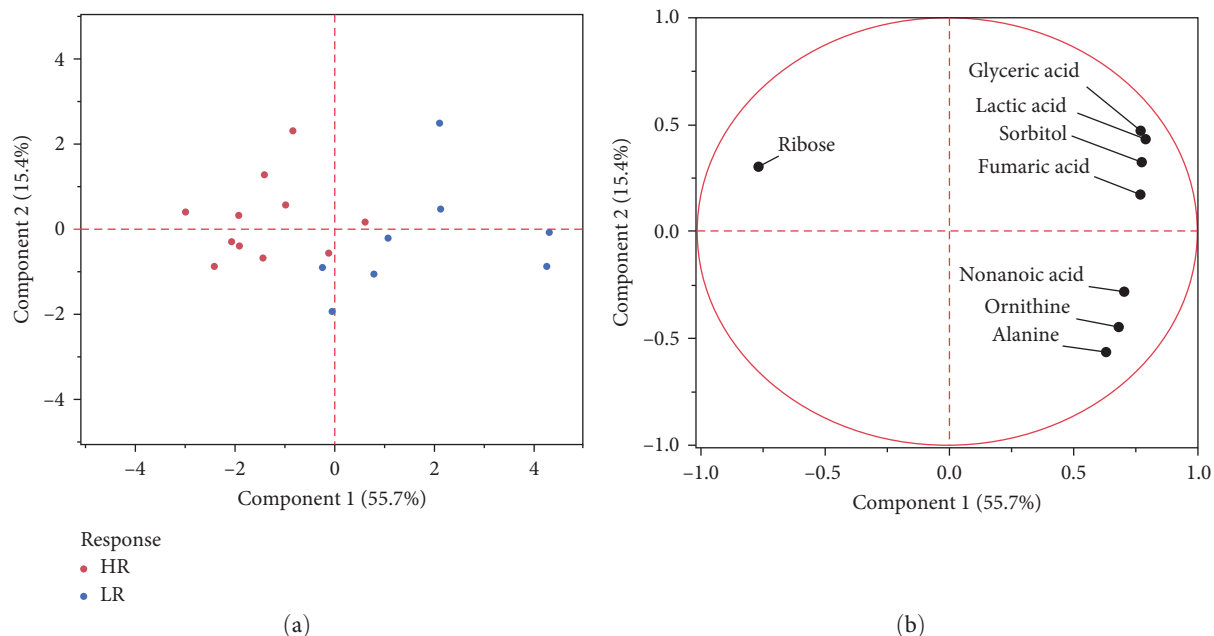 4
2
0
−2
−4
Component 2 (15.4%)
−4
−2
0
2
4
Component 1 (55.7%)
Response
HR
LR
(a)
1.0
0.5
0.0
−0.5
−1.0
Component 2 (15.4%)
Glyceric acid
Lactic acid
Sorbitol
Ribose
Fumaric acid
Nonanoic acid
Ornithine
Alanine
−1.0
−0.5
0.0
0.5
1.0
Component 1 (55.7%)
(b)